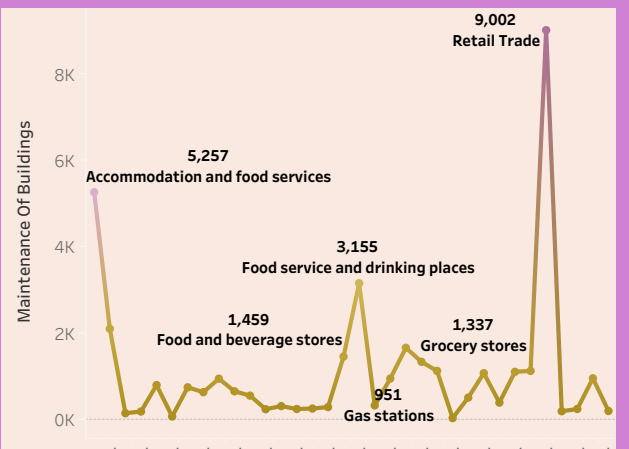 9,002
Retail Trade
8K
5,257
Accommodation and food services
6K
Maintenance Of Buildings
4K
3,155
Food service and drinking places
1,459
Food and beverage stores
1,337
Grocery stores
2K
951
Gas stations
0K